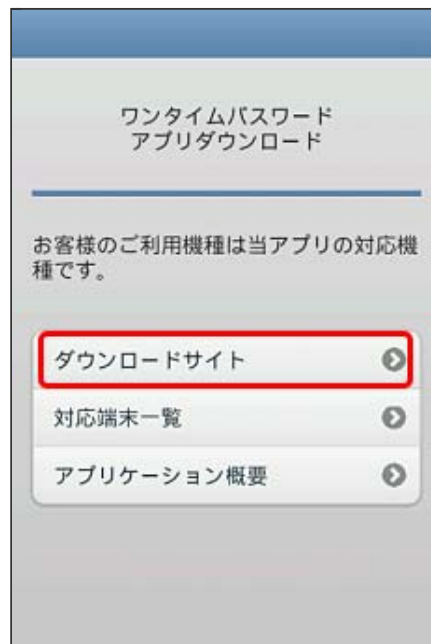 ワンタイムパスワード
アプリダウンロード
お客様のご利用機種は当アプリの対応機
種です。
ダウンロードサイト
対応端末一覧
アプリケーション概要